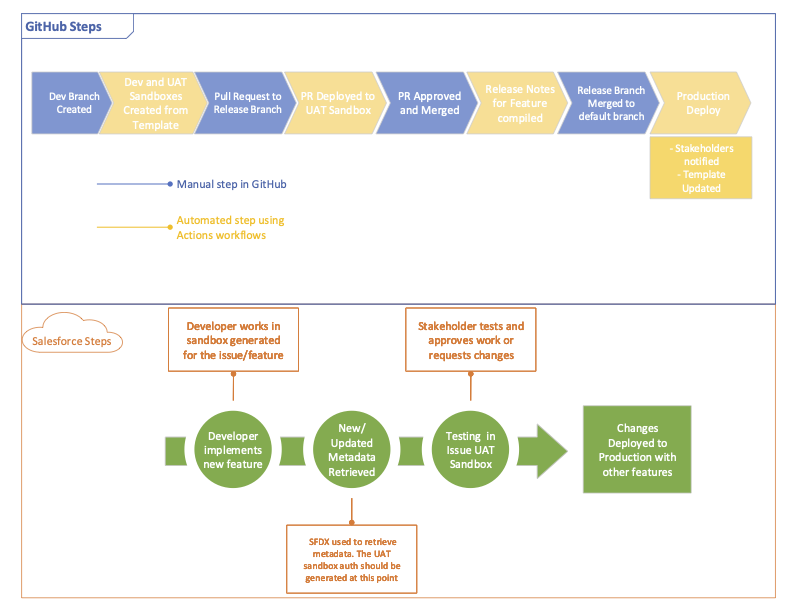 GitHub Steps
Dev Branch
Created
Dev and UAT
Sandboxes
Created from
Template
Pull Request to
Release Branch
PR Deployed to
UAT Sandbox
PR Approved
and Merged
Release Notes
for Feature
compiled
Release Branch
Merged to
default branch
Production
Deploy
- Stakeholders
notified
- Template
Updated
Manual step in GitHub
Automated step using
Actions workflows
Salesforce Steps
Developer works in
sandbox generated
for the issue/feature
Stakeholder tests and
approves work or
requests changes
Developer
implements
new feature
New/
Updated
Metadata
Retrieved
Testing in
Issue UAT
Sandbox
Changes
Deployed to
Production with
other features
SFDX used to retrieve
metadata. The UAT
sandbox auth should be
generated at this point